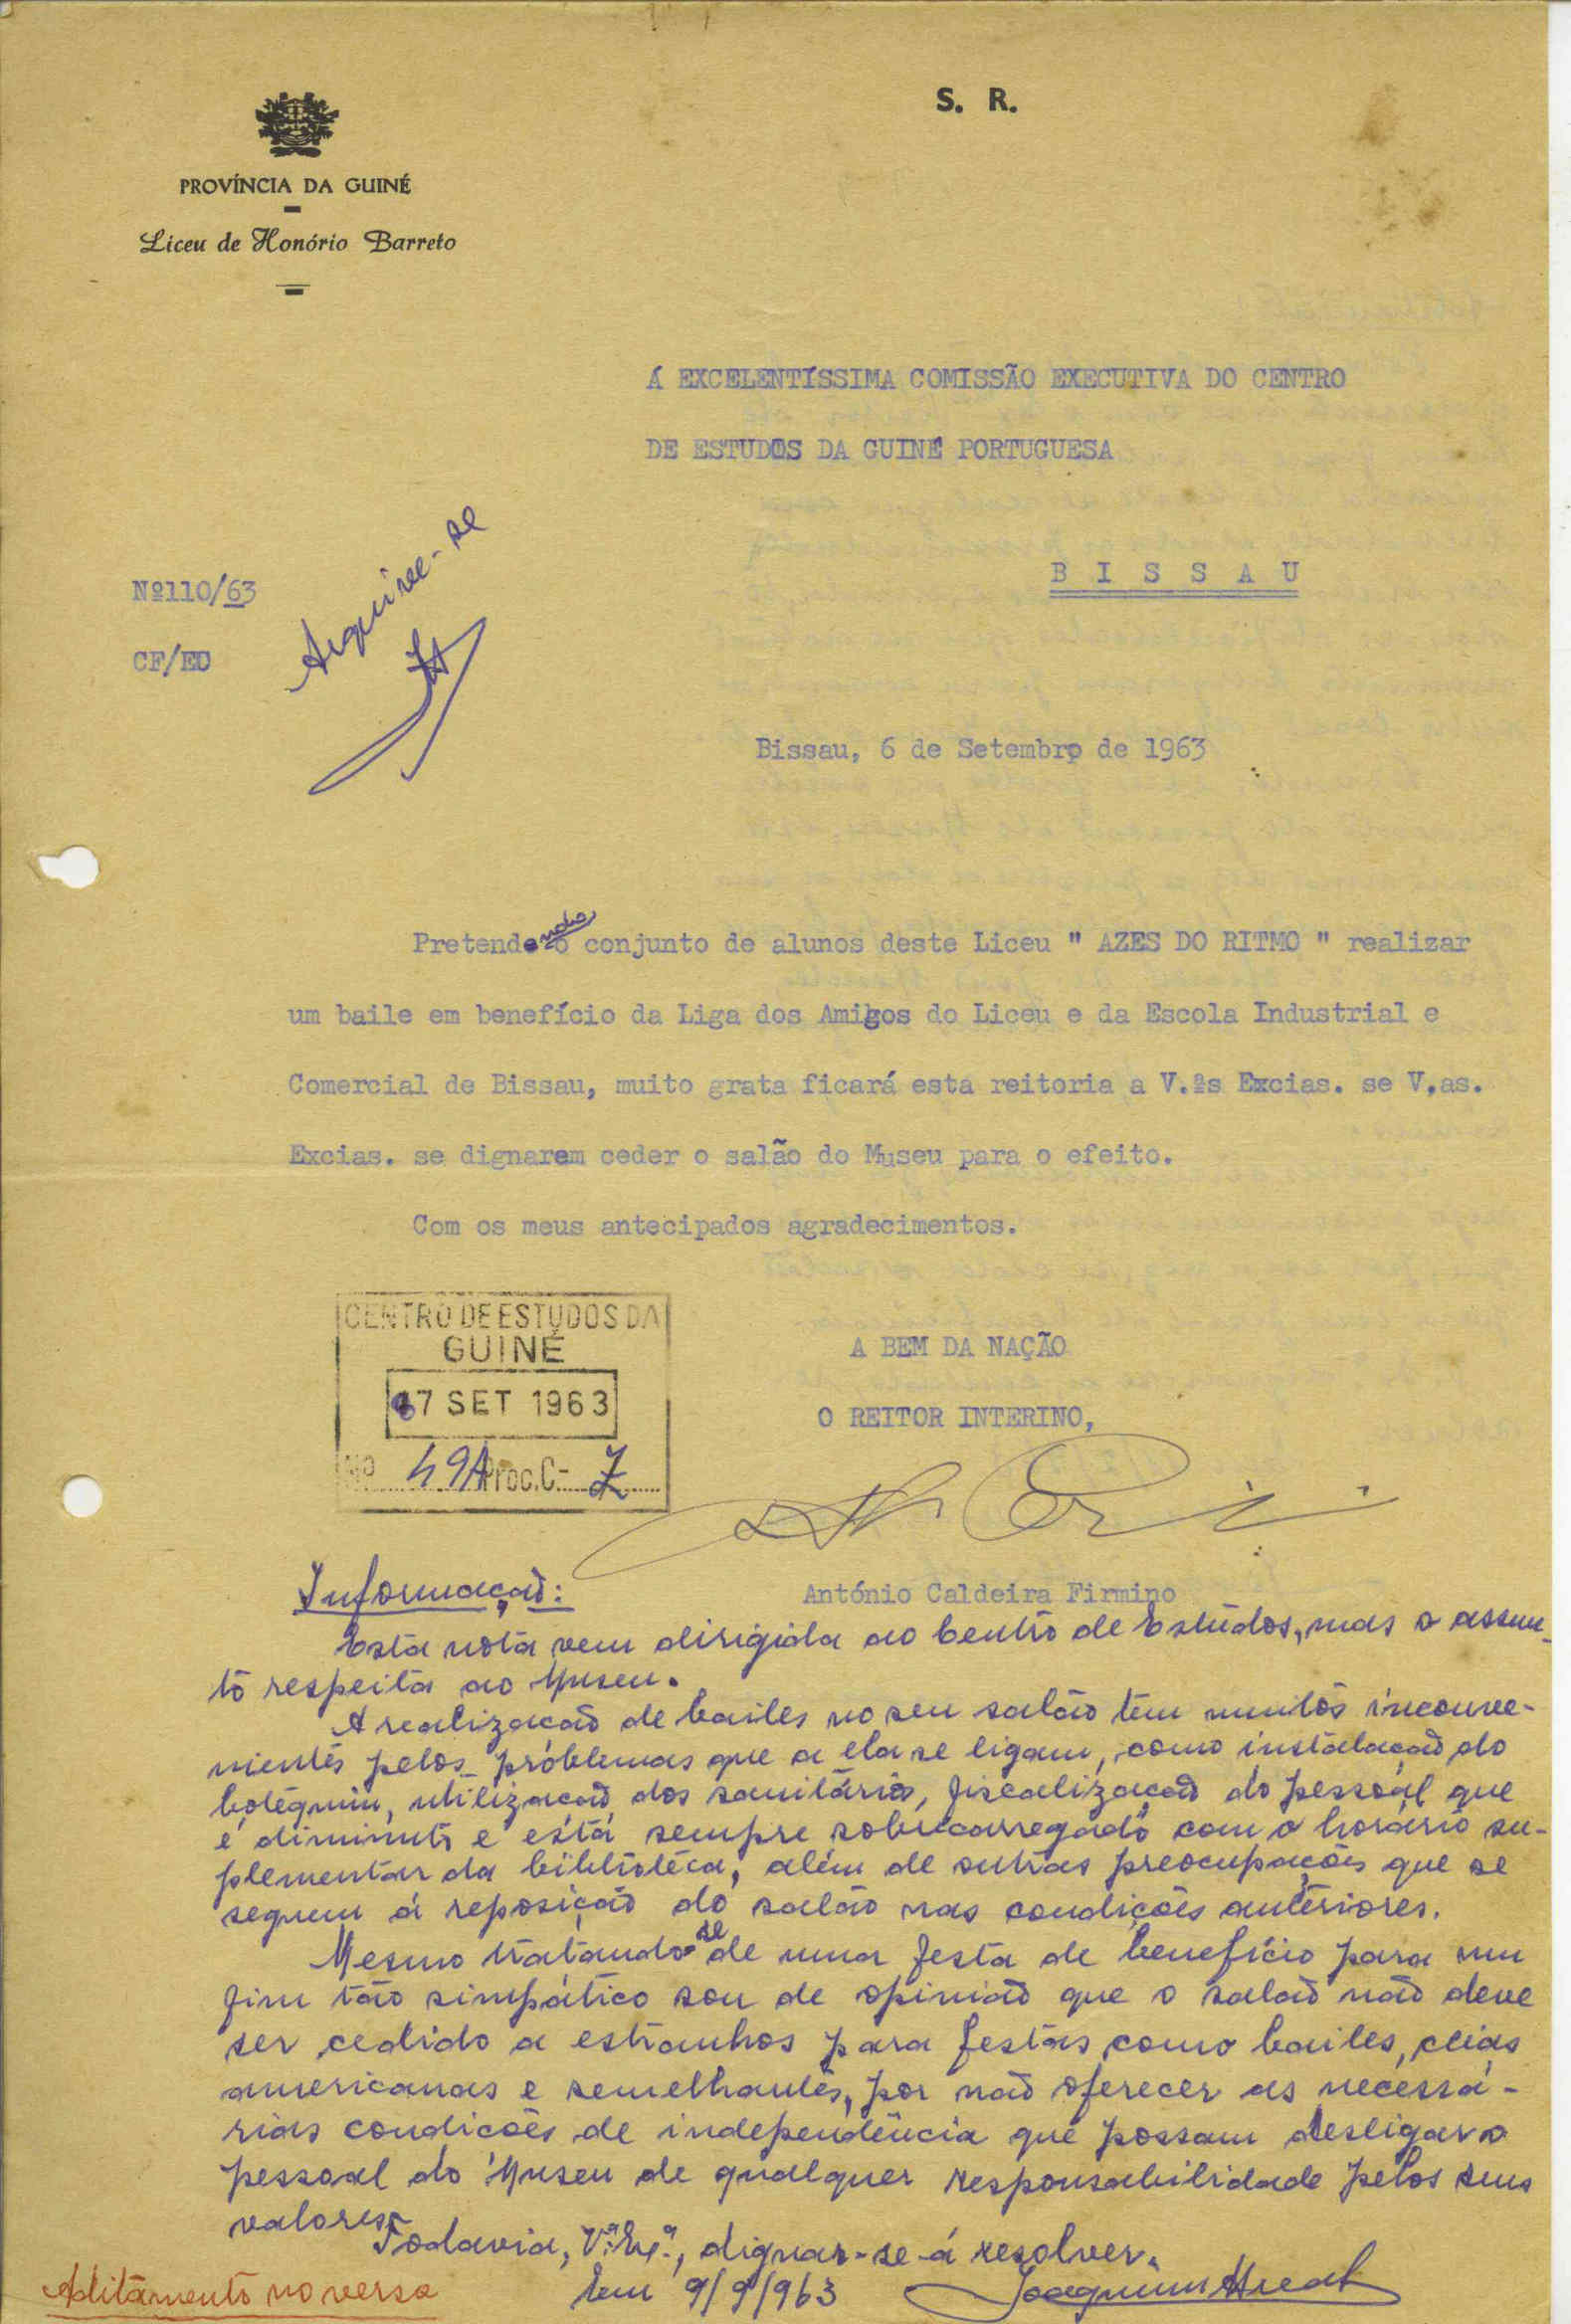 S. R.
PROVÍNCIA DA GUINÉ
Liceu de Honório Barreto
Á EXCELENTÍSSIMA COMISSÃO EXECUTIVA DO CENTRO
DE ESTUDOS DA GUINÉ PORTUGUESA
Arquive-se
B I S S A U
Nº110/63
CF/ED
Bissau, 6 de Setembro de 1963
Pretende o conjunto de alunos deste Liceu " AZES DO RITMO " realizar
um baile em benefício da Liga dos Amigos do Liceu e da Escola Industrial e
Comercial de Bissau, muito grata ficará esta reitoria a V.ªs Excias. se V,as.
Excias. se dignarem ceder o salão do Museu para o efeito.
Com os meus antecipados agradecimentos.
CENTRO DE ESTUDOS DA
GUINÉ
7 SET 1963
Nº 491 Proc. C- 7
A BEM DA NAÇÃO
O REITOR INTERINO,
António Caldeira Firmino
Informação:
Esta nota vem dirigida ao Centro de Estudos, mas o assun-
to respeita ao Museu.
A realização de bailes no seu salão tem muitos inconve-
nientes pelos problemas que a ela se ligam, como instalação do
botequim, utilização dos sanitários, fiscalização do pessoal que
é diminuto e está sempre sobrecarregado com o horário su-
plementar da biblioteca, além de outras preocupações que se
seguem á reposição do salão nas condições anteriores.
Mesmo tratando-se de uma festa de benefício para um
fim tão simpático sou de opinião que o salão não deve
ser cedido a estranhos para festas como bailes, ceias
americanas e semelhantes, por não oferecer as necessá-
rias condições de independência que possam desligar o
pessoal do Museu de qualquer responsabilidade pelos seus
valores.
Todavia, V.ª Ex.ª, dignar-se-á resolver.
Em 9/9/963
Aditamento no verso